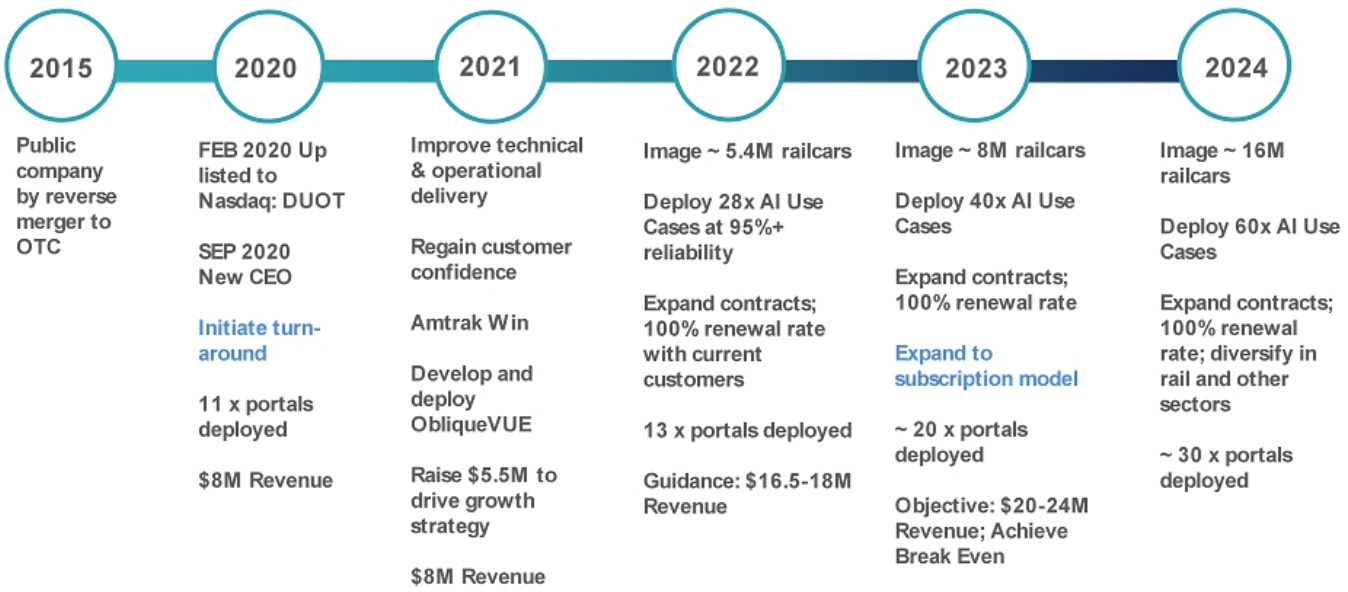 2015
2020
2021
2022
2023
2024
Public
company
by reverse
merger to
OTC
FEB 2020 Up
listed to
Nasdaq: DUOT
SEP 2020
New CEO
Initiate turn-
around
11 x portals
deployed
$8M Revenue
Improve technical
& operational
delivery
Regain customer
confidence
Amtrak Win
Develop and
deploy
ObliqueVUE
Raise $5.5M to
drive growth
strategy
$8M Revenue
Image ~ 5.4M railcars
Deploy 28x AI Use
Cases at 95%+
reliability
Expand contracts;
100% renewal rate
with current
customers
13 x portals deployed
Guidance: $16.5-18M
Revenue
Image ~ 8M railcars
Deploy 40x AI Use
Cases
Expand contracts;
100% renewal rate
Expand to
subscription model
~ 20 x portals
deployed
Objective: $20-24M
Revenue; Achieve
Break Even
Image ~ 16M
railcars
Deploy 60x AI Use
Cases
Expand contracts;
100% renewal
rate; diversify in
rail and other
sectors
~ 30 x portals
deployed